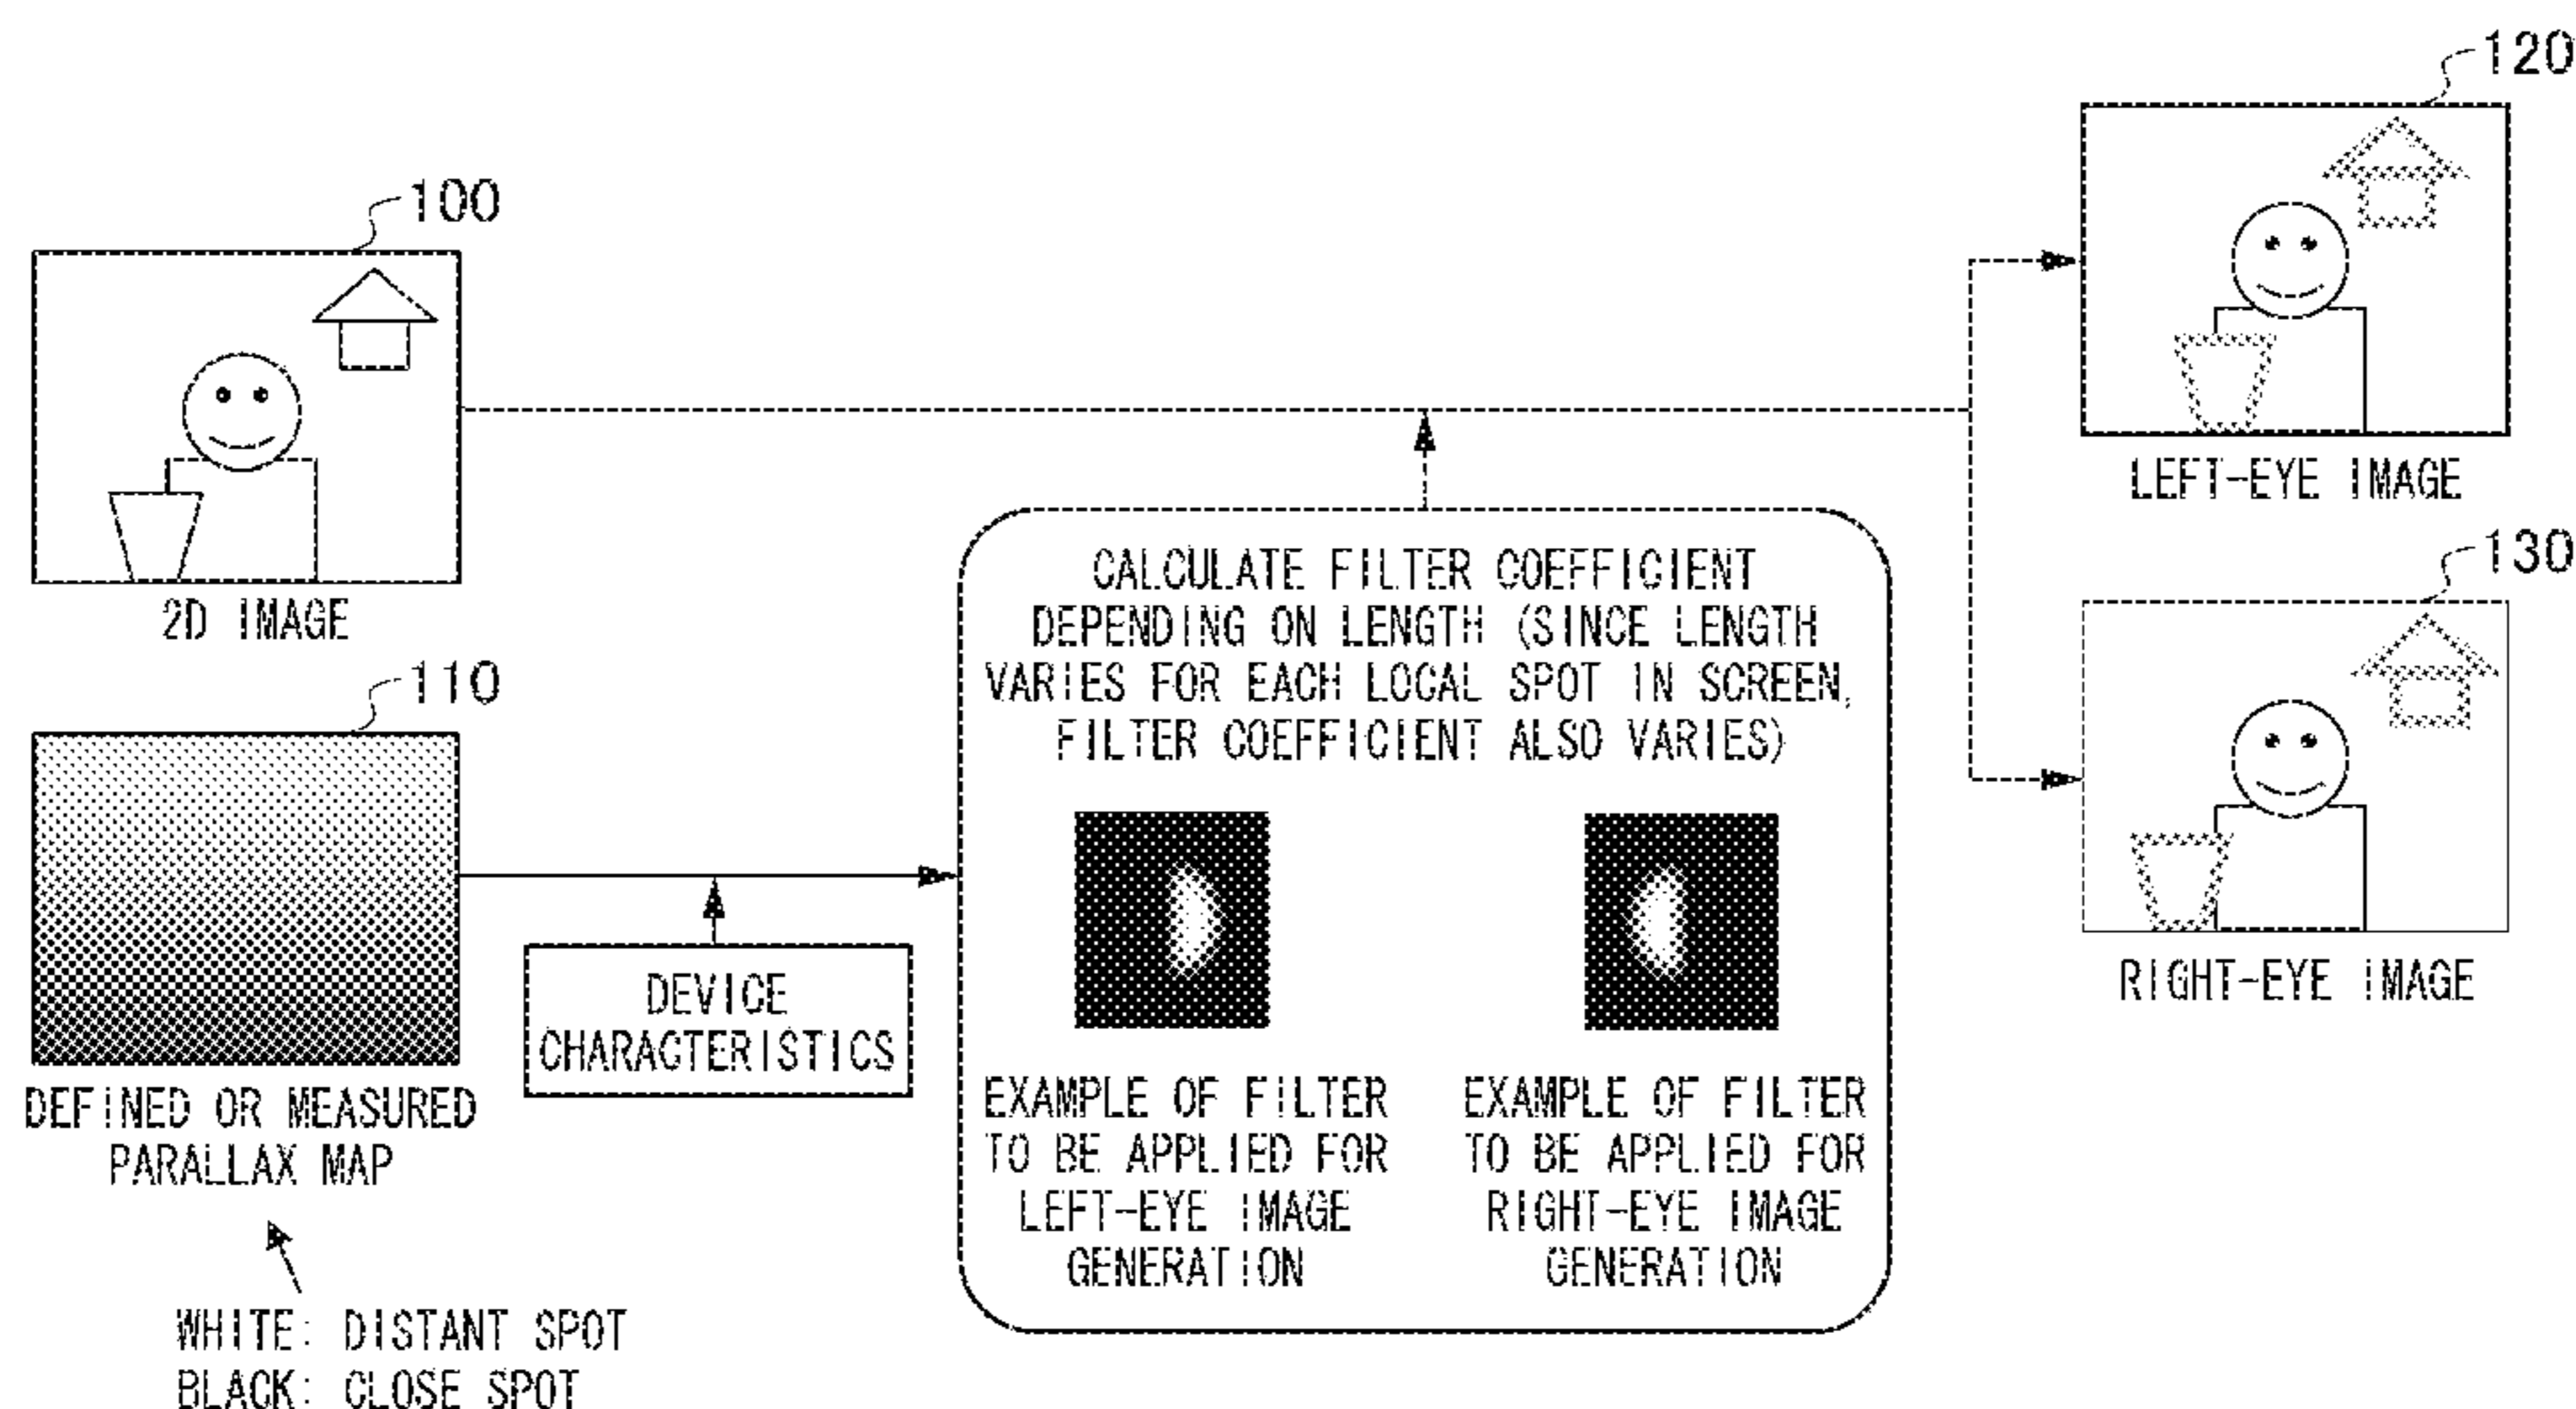 100
2D IMAGE
110
DEFINED OR MEASURED
PARALLAX MAP
WHITE: DISTANT SPOT
BLACK: CLOSE SPOT
DEVICE
CHARACTERISTICS
CALCULATE FILTER COEFFICIENT
DEPENDING ON LENGTH (SINCE LENGTH
VARIES FOR EACH LOCAL SPOT IN SCREEN,
FILTER COEFFICIENT ALSO VARIES)
EXAMPLE OF FILTER
TO BE APPLIED FOR
LEFT-EYE IMAGE
GENERATION
EXAMPLE OF FILTER
TO BE APPLIED FOR
RIGHT-EYE IMAGE
GENERATION
120
LEFT-EYE IMAGE
130
RIGHT-EYE IMAGE